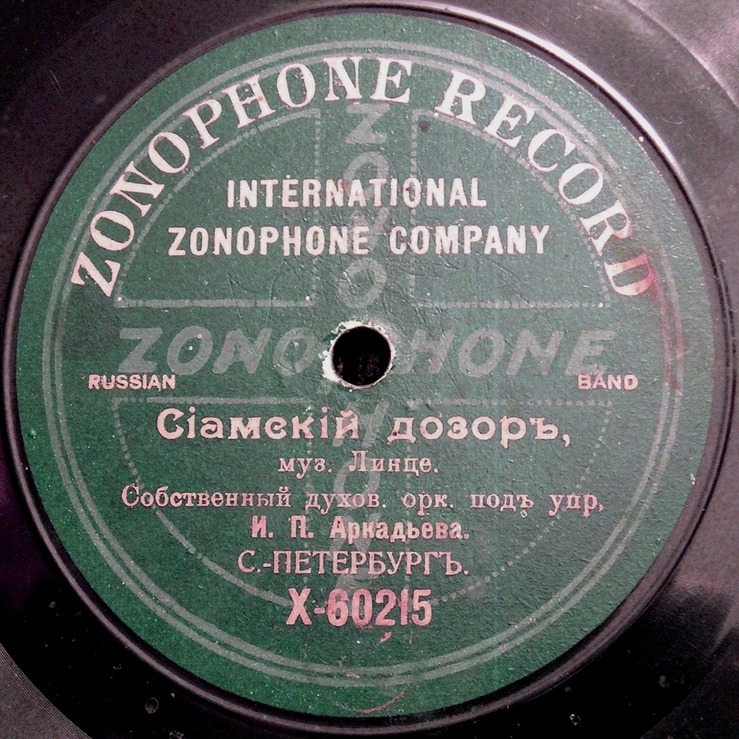 ZONOPHONE RECORD
INTERNATIONAL
ZONOPHONE COMPANY
ZONOPHONE
ZONOPHONE
RUSSIAN BAND
Сіамскій дозоръ,
муз. Линце.
Собственный духов. орк. подъ упр.
И. П. Аркадьева.
С.-ПЕТЕРБУРГЪ.
X-60215